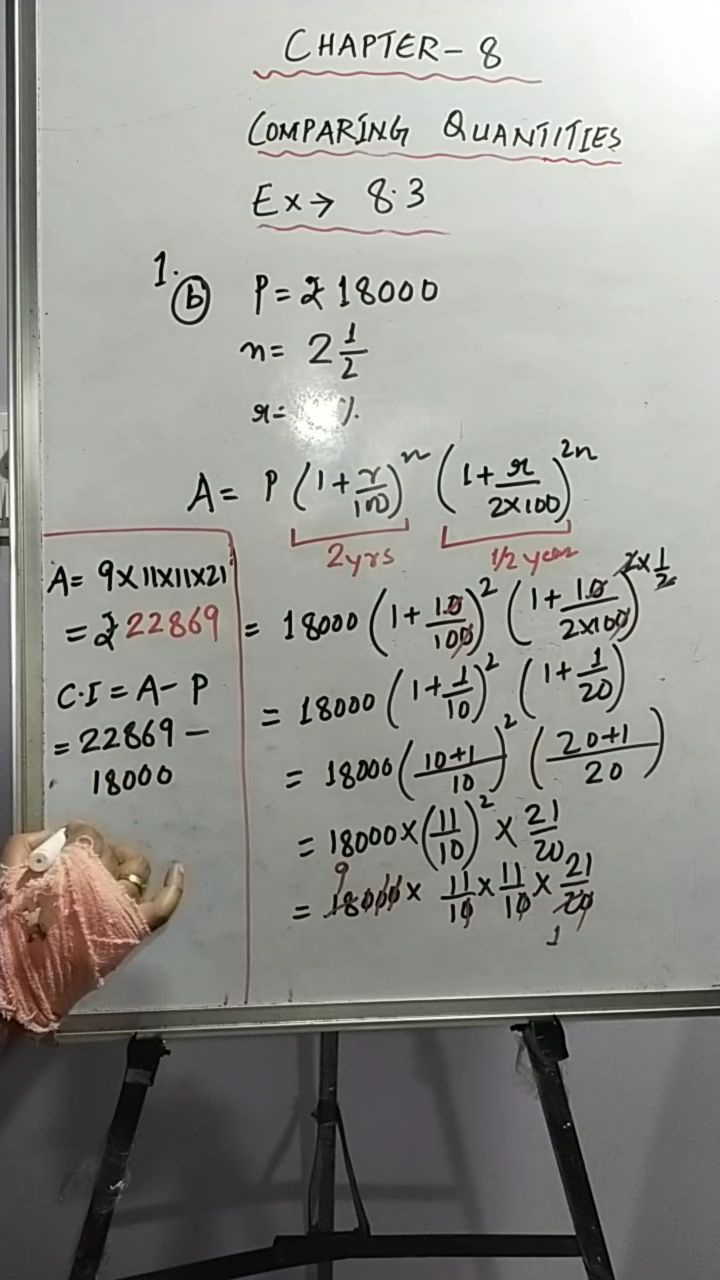 CHAPTER - 8
COMPARING QUANTITIES
Ex → 8.3
1.
(b) P = ₹ 18000
n = 2 1/2
r = %
A = P (1 + r/100)^n (1 + r/(2×100))^2n
2yrs 1/2 year
= 18000 (1 + 10/100)^2 (1 + 10/(2×100))^(2×1/2)
= 18000 (1 + 1/10)^2 (1 + 1/20)
= 18000 ((10+1)/10)^2 ((20+1)/20)
= 18000 × (11/10)^2 × 21/20
9
= 18000 × 11/10 × 11/10 × 21/20
1
A = 9×11×11×21
= ₹ 22869
C.I = A - P
= 22869 -
18000